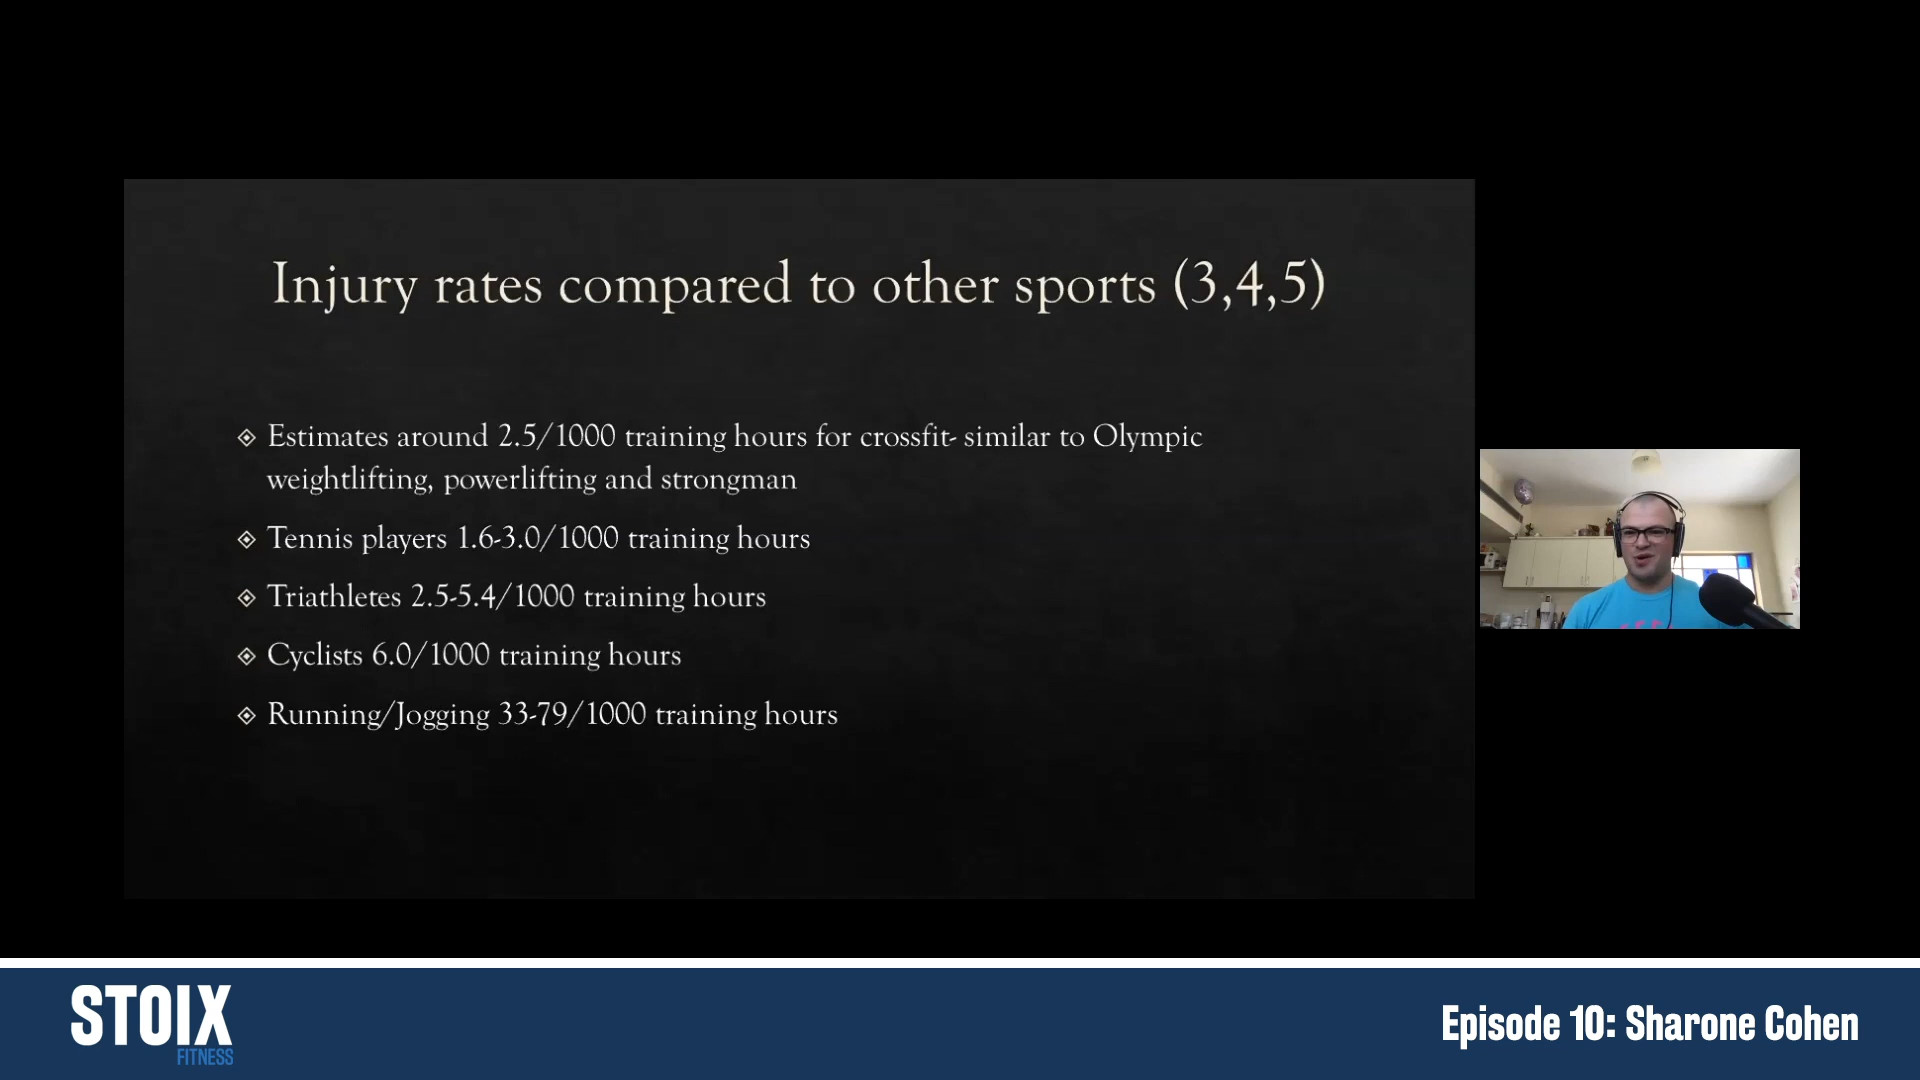 Injury rates compared to other sports (3,4,5)
Estimates around 2.5/1000 training hours for crossfit- similar to Olympic
weightlifting, powerlifting and strongman
Tennis players 1.6-3.0/1000 training hours
Triathletes 2.5-5.4/1000 training hours
Cyclists 6.0/1000 training hours
Running/Jogging 33-79/1000 training hours
STOIX
FITNESS
Episode 10: Sharone Cohen